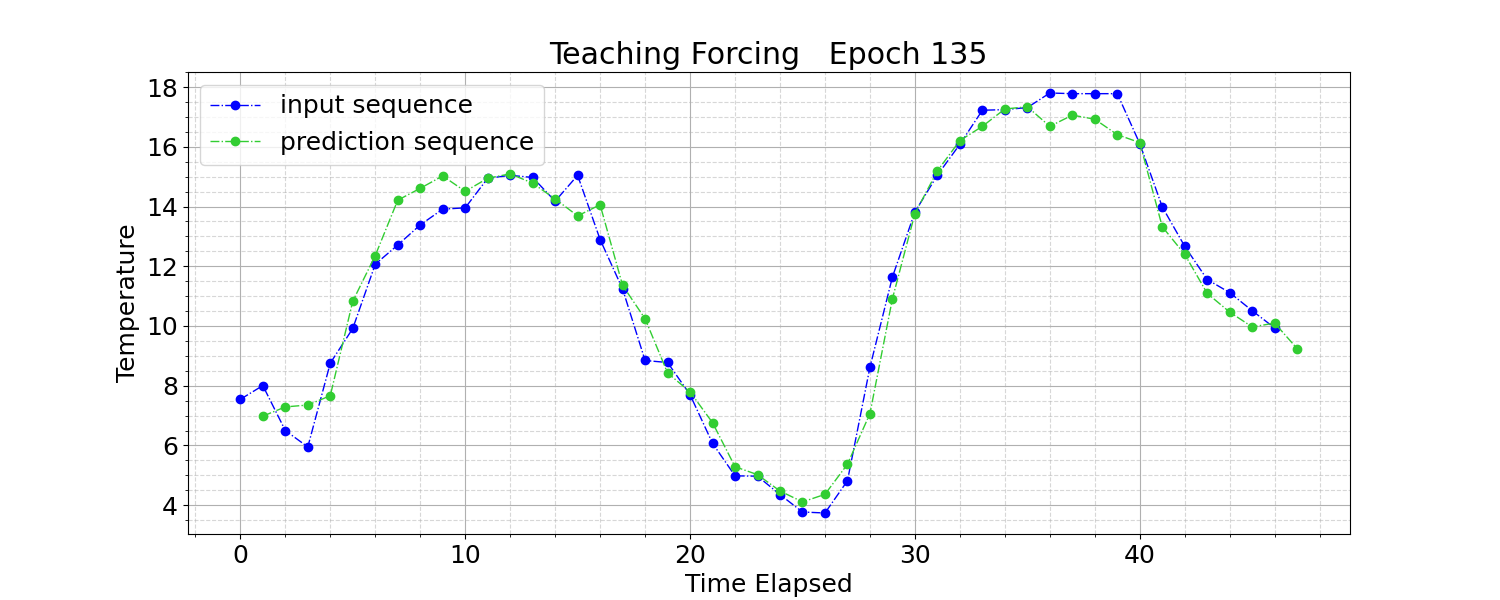 Teaching Forcing   Epoch 135
18
16
14
12
10
8
6
4
input sequence
prediction sequence
Temperature
0 10 20 30 40
Time Elapsed